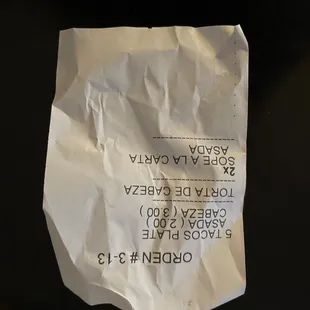 ORDEN # 3-13
5 TACOS PLATE
ASADA ( 2.00 )
CABEZA ( 3.00 )
--------------------
TORTA DE CABEZA
--------------------
2x
SOPE A LA CARTA
ASADA
--------------------